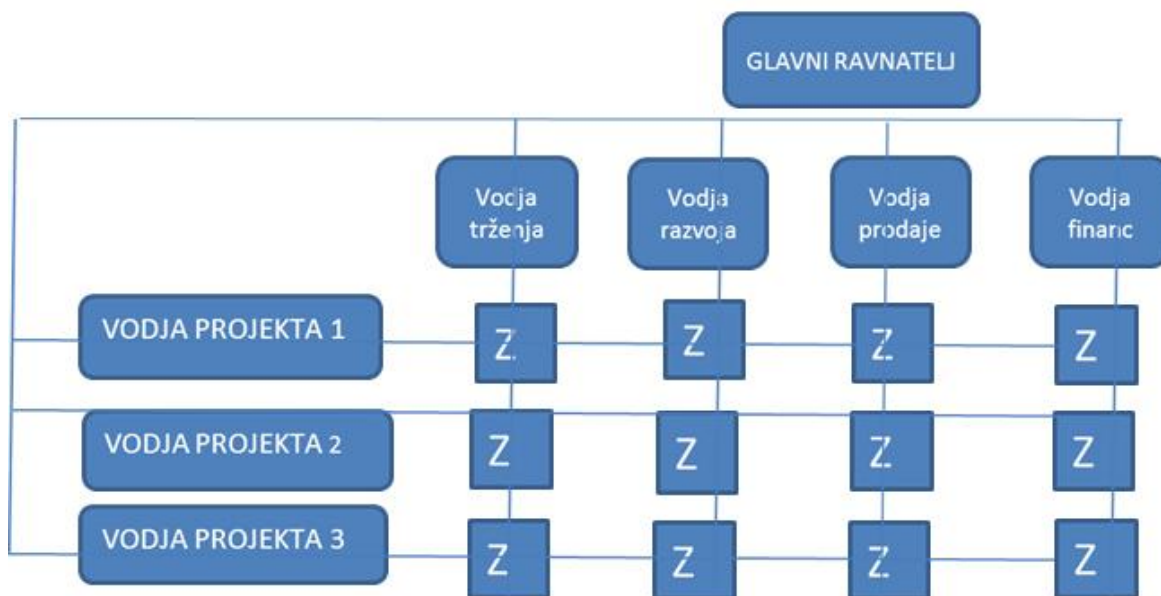 GLAVNI RAVNATELJ
Vodja
trženja
Vodja
razvoja
Vodja
prodaje
Vodja
financ
VODJA PROJEKTA 1
Z
Z
Z
Z
VODJA PROJEKTA 2
Z
Z
Z
Z
VODJA PROJEKTA 3
Z
Z
Z
Z